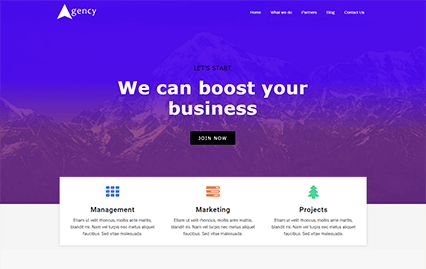 Agency
Home What we do Partners Blog Contact Us
LET'S START
We can boost your
business
JOIN NOW
Management Marketing Projects
Etiam ut velit rhoncus, mollis ante mattis, Etiam ut velit rhoncus, mollis ante mattis, Etiam ut velit rhoncus, mollis ante mattis,
blandit mi. Nam vel turpis nec metus aliquet blandit mi. Nam vel turpis nec metus aliquet blandit mi. Nam vel turpis nec metus aliquet
faucibus. Sed vitae malesuada. faucibus. Sed vitae malesuada. faucibus. Sed vitae malesuada.